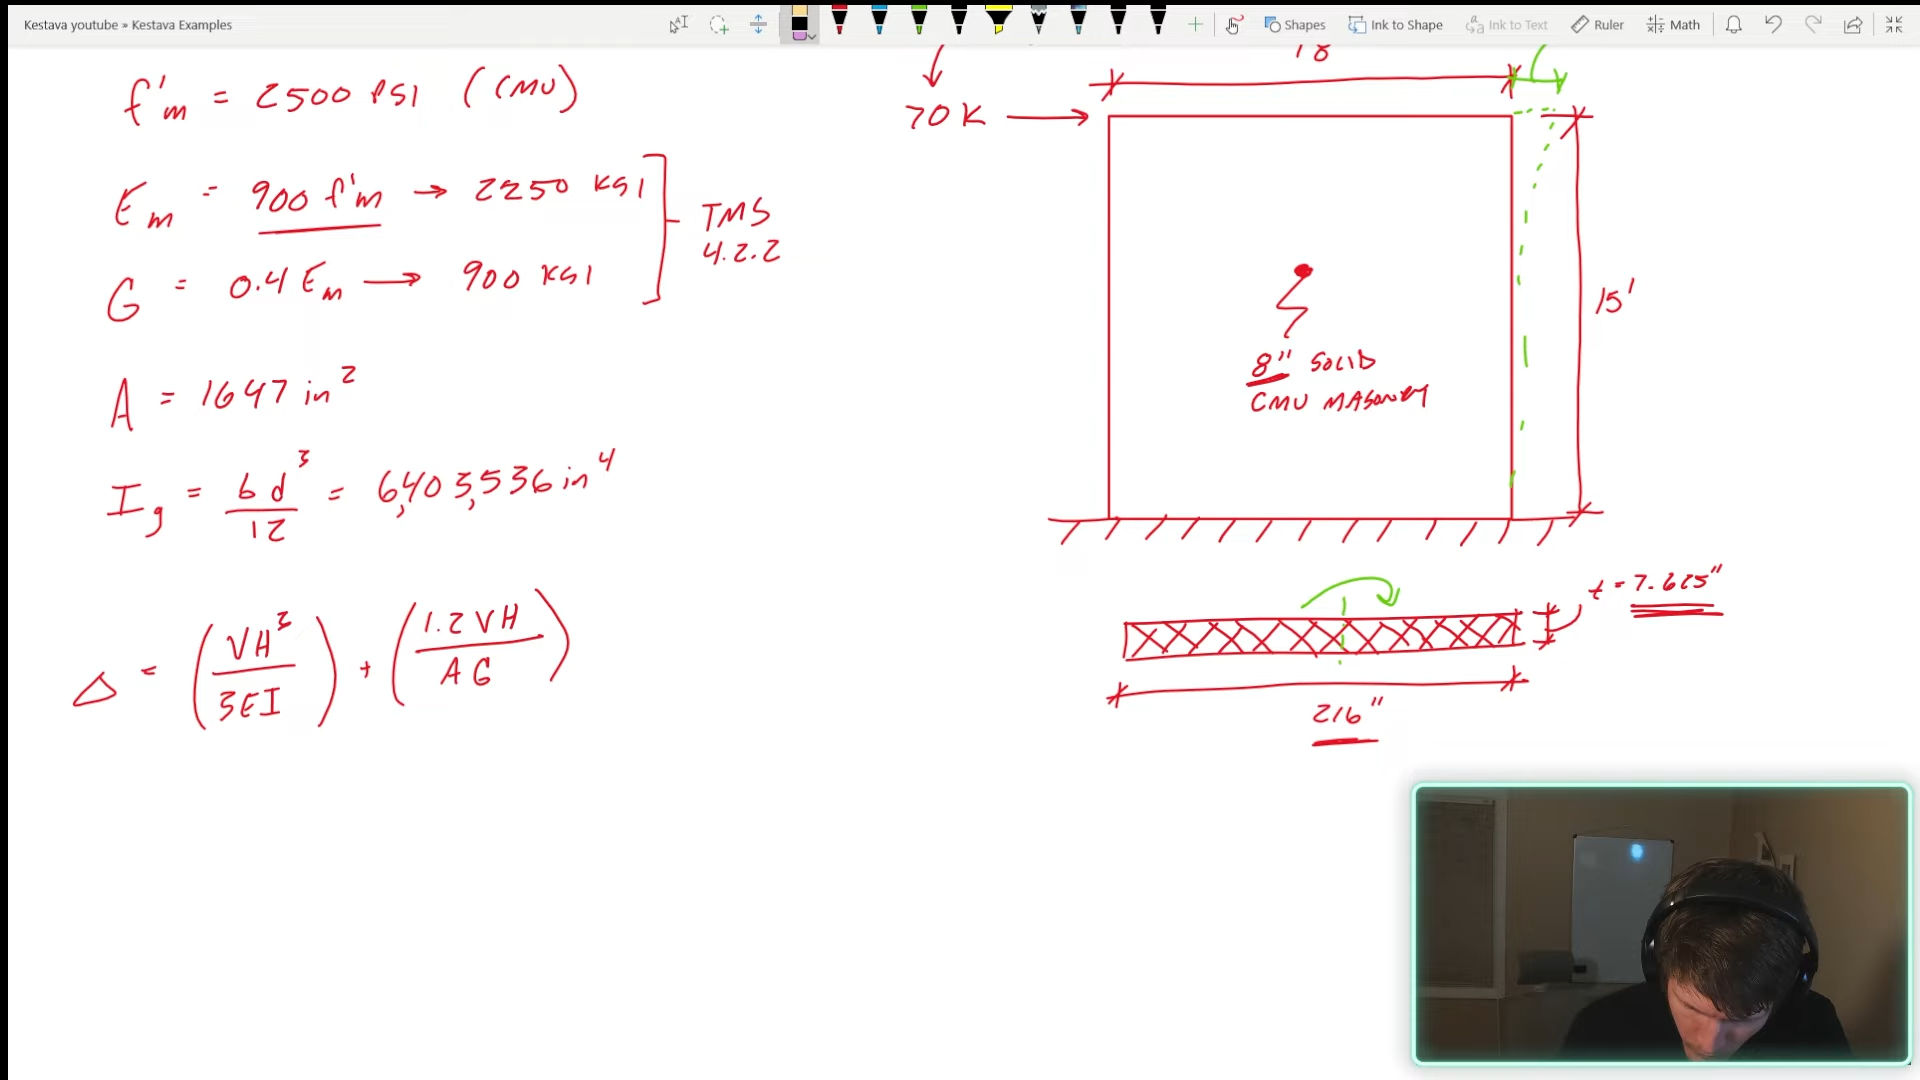 Kestava youtube » Kestava Examples
Shapes
Ink to Shape
Ink to Text
Ruler
Math
f'm = 2500 PSI (CMU)
Em = 900 f'm → 2250 KSI
G = 0.4 Em → 900 KSI
TMS
4.2.2
A = 1647 in²
Ig = bd³/12 = 6,403,536 in⁴
Δ = (VH³/3EI) + (1.2VH/AG)
18
70K →
15'
8" SOLID
CMU MASONRY
t = 7.625"
216"